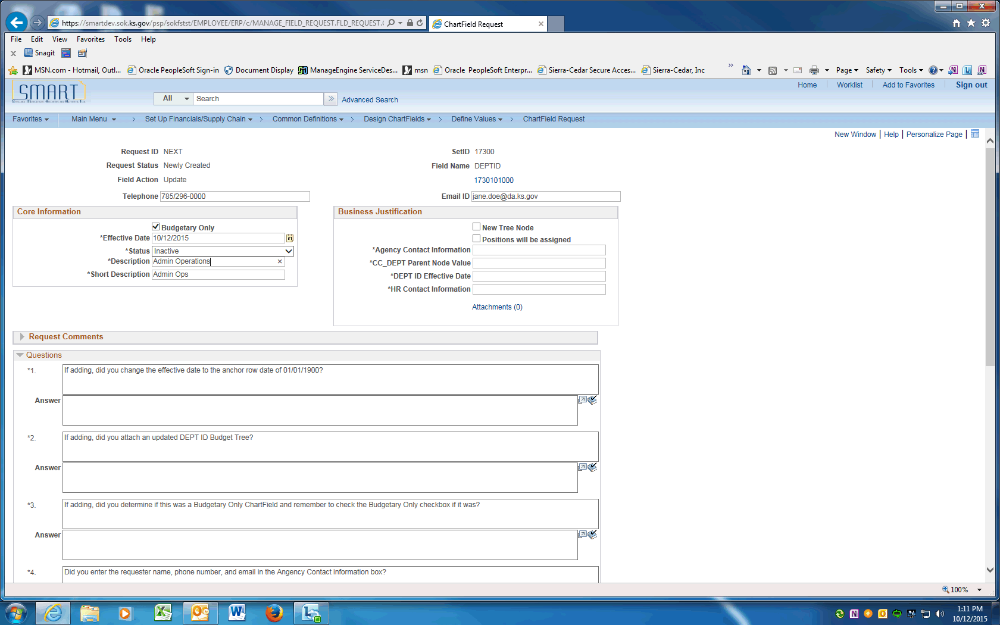 https://smartdev.sok.ks.gov/psp/sokfstst/EMPLOYEE/ERP/c/MANAGE_FIELD_REQUEST.FLD_REQUEST.
ChartField Request
File Edit View Favorites Tools Help
x Snagit
MSN.com - Hotmail, Outl... Oracle PeopleSoft Sign-in Document Display ManageEngine ServiceDes... msn Oracle PeopleSoft Enterpr... Sierra-Cedar Secure Acces... Sierra-Cedar, Inc
Page Safety Tools
SMART
All Search Advanced Search
Home Worklist Add to Favorites Sign out
Favorites Main Menu > Set Up Financials/Supply Chain > Common Definitions > Design ChartFields > Define Values > ChartField Request
New Window | Help | Personalize Page |
Request ID NEXT SetID 17300
Request Status Newly Created Field Name DEPTID
Field Action Update 1730101000
Telephone 785/296-0000 Email ID jane.doe@da.ks.gov
Core Information
Budgetary Only
*Effective Date 10/12/2015
*Status Inactive
*Description Admin Operations
*Short Description Admin Ops
Business Justification
New Tree Node
Positions will be assigned
*Agency Contact Information
*CC_DEPT Parent Node Value
*DEPT ID Effective Date
*HR Contact Information
Attachments (0)
Request Comments
Questions
*1. If adding, did you change the effective date to the anchor row date of 01/01/1900?
Answer
*2. If adding, did you attach an updated DEPT ID Budget Tree?
Answer
*3. If adding, did you determine if this was a Budgetary Only ChartField and remember to check the Budgetary Only checkbox if it was?
Answer
*4. Did you enter the requester name, phone number, and email in the Angency Contact information box?
100%
1:11 PM
10/12/2015